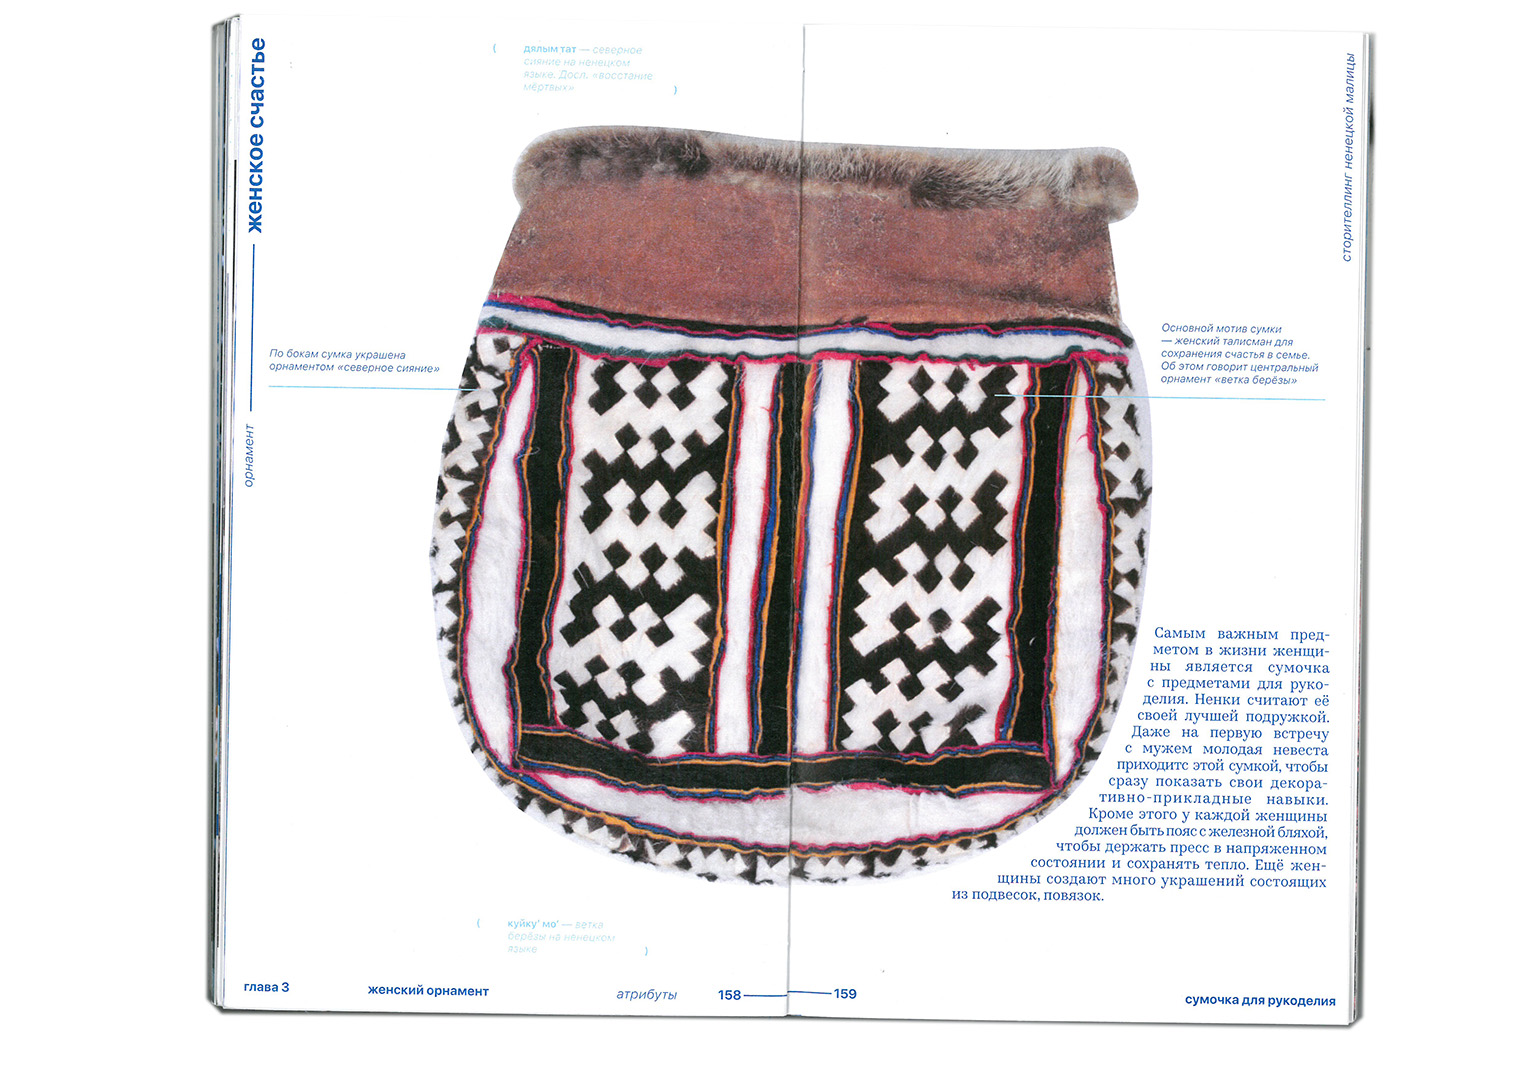 женское счастье
орнамент
( дялым тат — северное
сияние на ненецком
языке. Досл. «восстание
мёртвых» )
сторителлинг ненецкой малицы
По бокам сумка украшена
орнаментом «северное сияние»
Основной мотив сумки
— женский талисман для
сохранения счастья в семье.
Об этом говорит центральный
орнамент «ветка берёзы»
Самым важным пред-
метом в жизни женщи-
ны является сумочка
с предметами для руко-
делия. Ненки считают её
своей лучшей подружкой.
Даже на первую встречу
с мужем молодая невеста
приходитс этой сумкой, чтобы
сразу показать свои декора-
тивно-прикладные навыки.
Кроме этого у каждой женщины
должен быть пояс с железной бляхой,
чтобы держать пресс в напряженном
состоянии и сохранять тепло. Ещё жен-
щины создают много украшений состоящих
из подвесок, повязок.
( куйку’ мо’ — ветка
берёзы на ненецком
языке )
глава 3
женский орнамент
атрибуты
158
159
сумочка для рукоделия